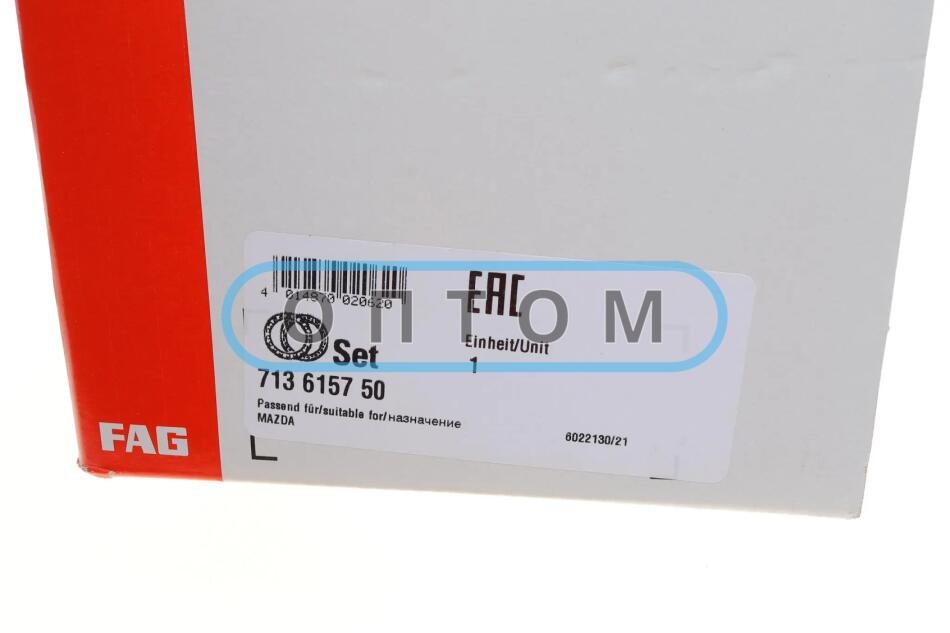 4 014870 020620
EAC
ОПТОМ
Set
Einheit/Unit
1
713 6157 50
Passend für/suitable for/назначение
MAZDA
6022130/21
FAG